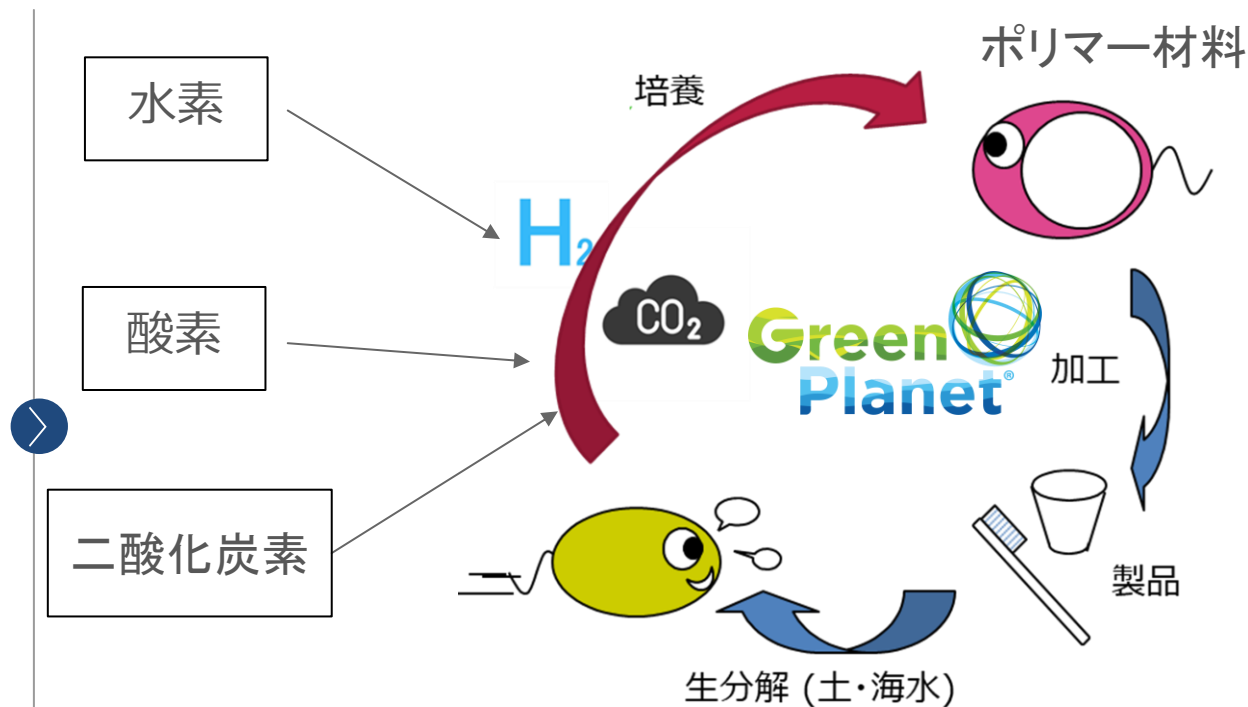 ポリマー材料
培養
水素
H2
酸素
CO2
Green
Planet®
加工
二酸化炭素
製品
生分解 (土・海水)